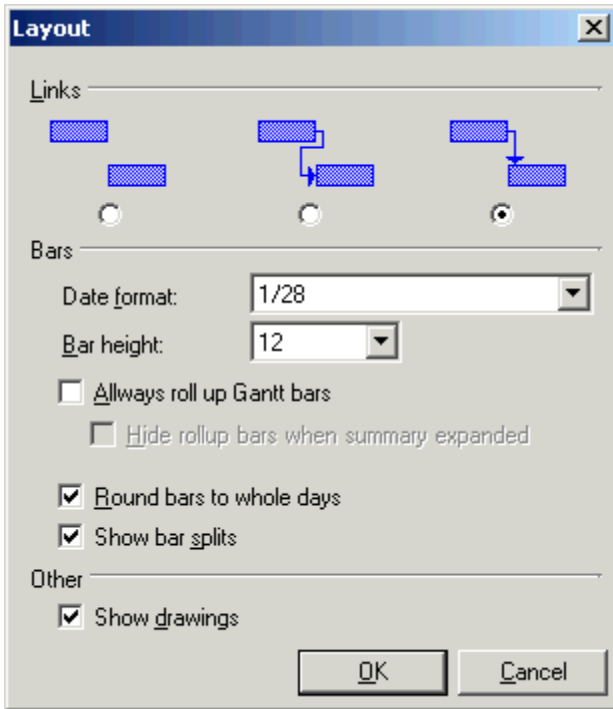 Layout
Links
Bars
Date format: 1/28
Bar height: 12
Allways roll up Gantt bars
Hide rollup bars when summary expanded
Round bars to whole days
Show bar splits
Other
Show drawings
OK Cancel